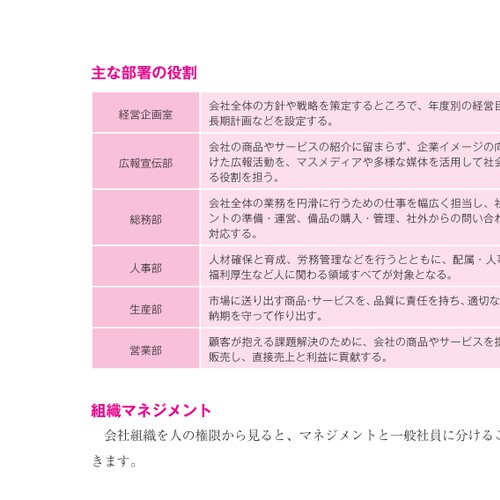 主な部署の役割
経営企画室
会社全体の方針や戦略を策定するところで、年度別の経営目
長期計画などを設定する。
広報宣伝部
会社の商品やサービスの紹介に留まらず、企業イメージの向
けた広報活動を、マスメディアや多様な媒体を活用して社会
る役割を担う。
総務部
会社全体の業務を円滑に行うための仕事を幅広く担当し、社
ントの準備・運営、備品の購入・管理、社外からの問い合わ
対応する。
人事部
人材確保と育成、労務管理などを行うとともに、配属・人事
福利厚生など人に関わる領域すべてが対象となる。
生産部
市場に送り出す商品・サービスを、品質に責任を持ち、適切な
納期を守って作り出す。
営業部
顧客が抱える課題解決のために、会社の商品やサービスを提
販売し、直接売上と利益に貢献する。
組織マネジメント
会社組織を人の権限から見ると、マネジメントと一般社員に分けるこ
きます。